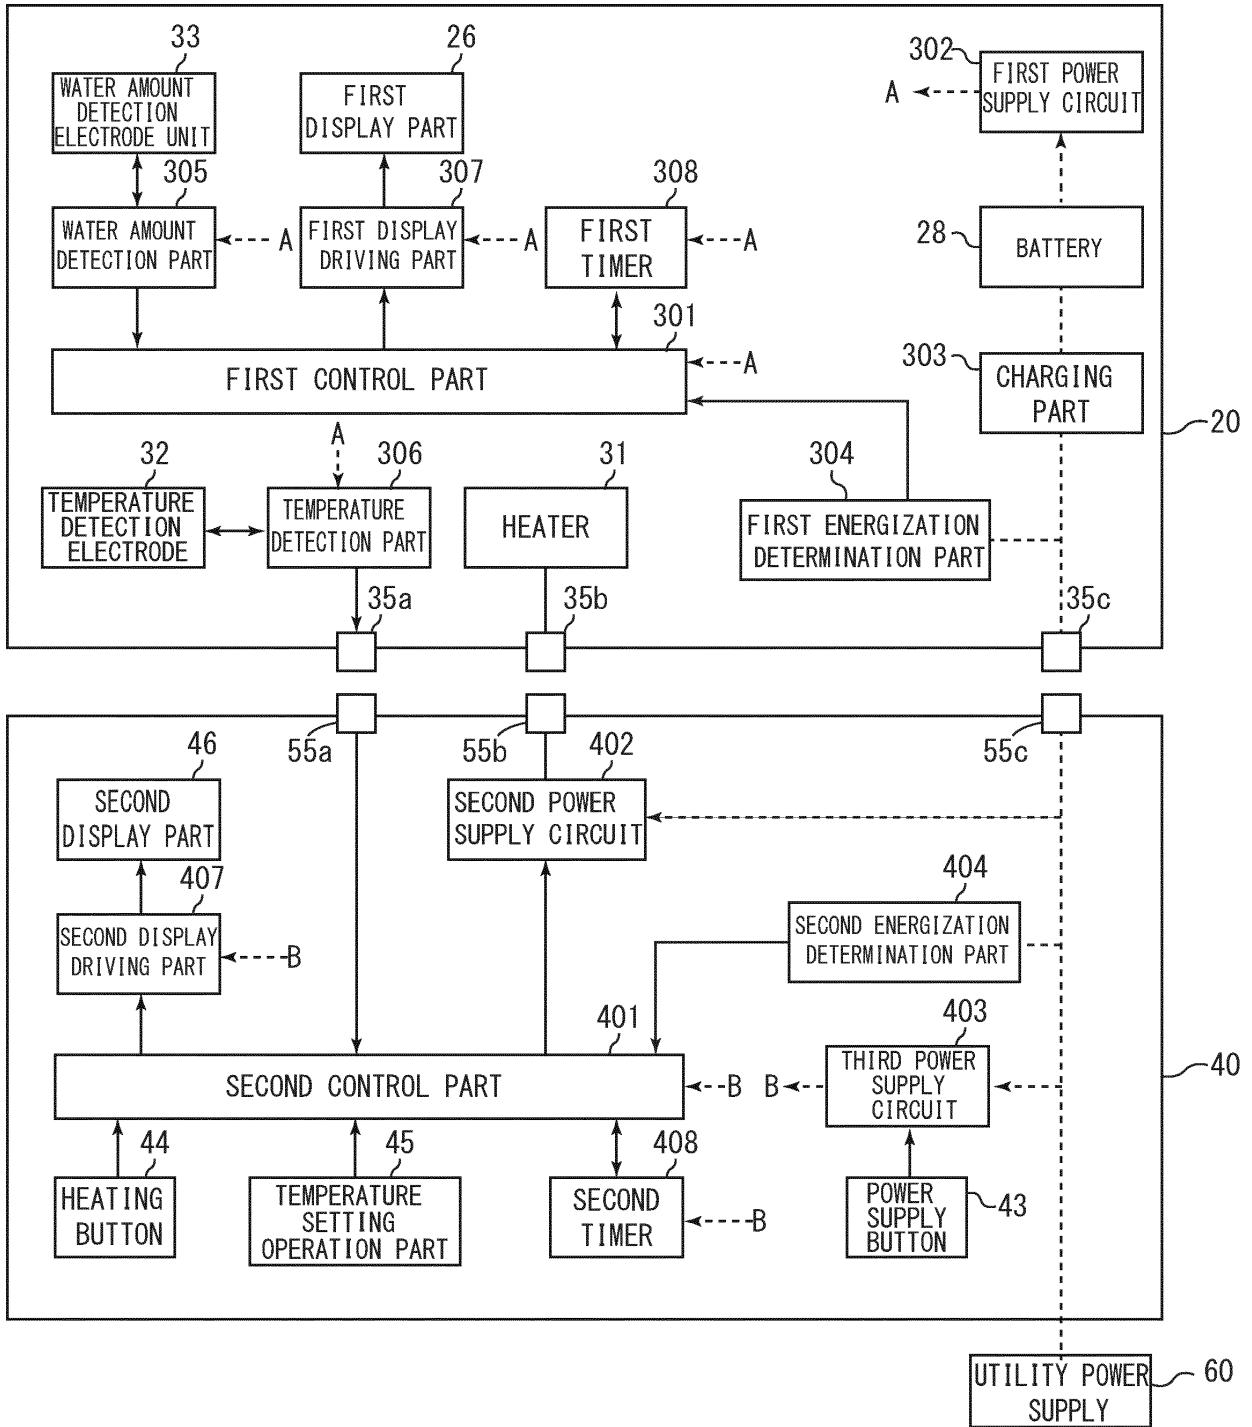 33
WATER AMOUNT
DETECTION
ELECTRODE UNIT
26
FIRST
DISPLAY PART
302
FIRST POWER
SUPPLY CIRCUIT
A
305
WATER AMOUNT
DETECTION PART
A
307
FIRST DISPLAY
DRIVING PART
A
308
FIRST
TIMER
A
28
BATTERY
301
FIRST CONTROL PART
A
303
CHARGING
PART
20
A
32
TEMPERATURE
DETECTION
ELECTRODE
306
TEMPERATURE
DETECTION PART
31
HEATER
304
FIRST ENERGIZATION
DETERMINATION PART
35a
35b
35c
55a
55b
55c
46
SECOND
DISPLAY PART
402
SECOND POWER
SUPPLY CIRCUIT
407
SECOND DISPLAY
DRIVING PART
B
404
SECOND ENERGIZATION
DETERMINATION PART
401
SECOND CONTROL PART
B
403
THIRD POWER
SUPPLY
CIRCUIT
B
40
44
HEATING
BUTTON
45
TEMPERATURE
SETTING
OPERATION PART
408
SECOND
TIMER
B
POWER
SUPPLY
BUTTON
43
UTILITY POWER
SUPPLY
60